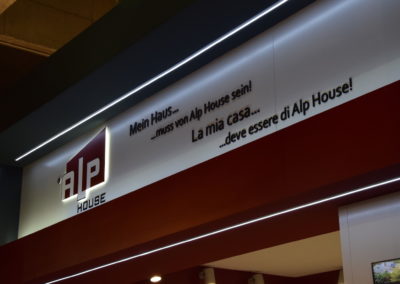 Mein Haus...
...muss von Alp House sein!
La mia casa...
...deve essere di Alp House!
alp
HOUSE